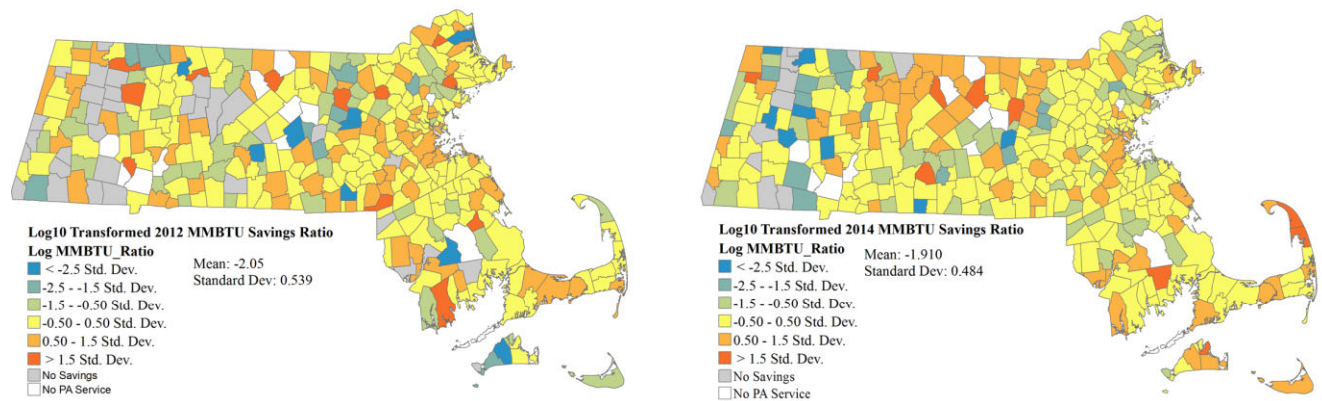 Log10 Transformed 2012 MMBTU Savings Ratio
Log MMBTU_Ratio
< -2.5 Std. Dev.
-2.5 - -1.5 Std. Dev.
-1.5 - -0.50 Std. Dev.
-0.50 - 0.50 Std. Dev.
0.50 - 1.5 Std. Dev.
> 1.5 Std. Dev.
No Savings
No PA Service
Mean: -2.05
Standard Dev: 0.539
Log10 Transformed 2014 MMBTU Savings Ratio
Log MMBTU_Ratio
< -2.5 Std. Dev.
-2.5 - -1.5 Std. Dev.
-1.5 - -0.50 Std. Dev.
-0.50 - 0.50 Std. Dev.
0.50 - 1.5 Std. Dev.
> 1.5 Std. Dev.
No Savings
No PA Service
Mean: -1.910
Standard Dev: 0.484